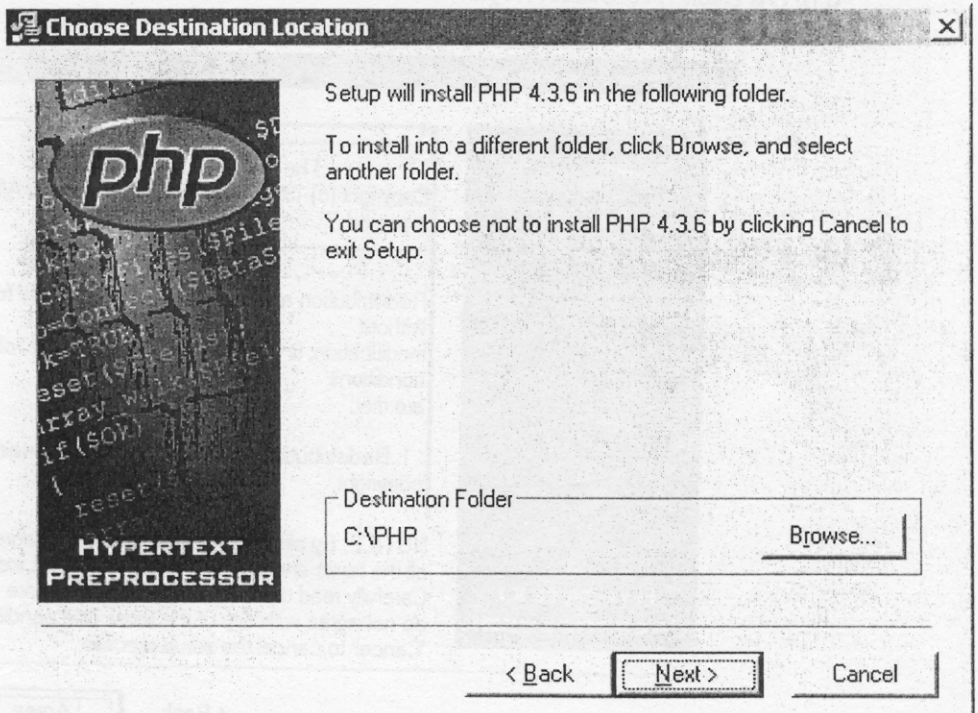 Choose Destination Location
php
Setup will install PHP 4.3.6 in the following folder.
To install into a different folder, click Browse, and select
another folder.
You can choose not to install PHP 4.3.6 by clicking Cancel to
exit Setup.
if($Ok)
{
HYPERTEXT
PREPROCESSOR
Destination Folder
C:\PHP
Browse...
< Back
Next >
Cancel